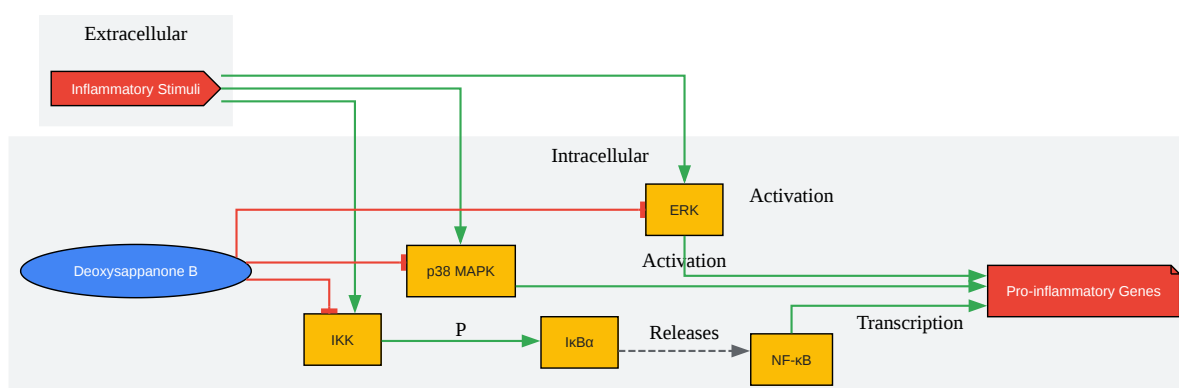 Extracellular
Inflammatory Stimuli
Intracellular
Activation
ERK
Activation
Deoxysappanone B
p38 MAPK
Pro-inflammatory Genes
P
Releases
Transcription
IKK
IκBα
NF-κB